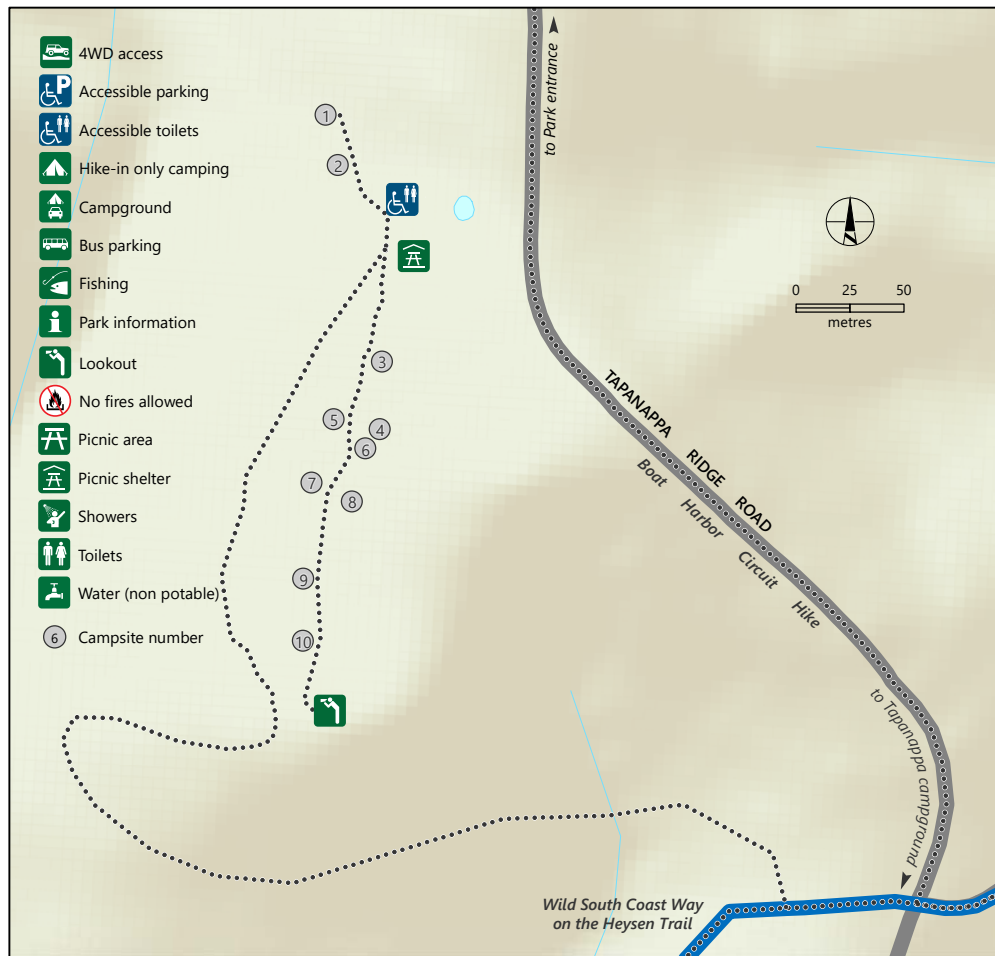 4WD access
Accessible parking
Accessible toilets
Hike-in only camping
Campground
Bus parking
Fishing
Park information
Lookout
No fires allowed
Picnic area
Picnic shelter
Showers
Toilets
Water (non potable)
6 Campsite number
1
2
3
5
4
6
7
8
9
10
to Park entrance
N
0 25 50
metres
TAPANAPPA RIDGE ROAD
Boat Harbor Circuit Hike
to Tapanappa campground
Wild South Coast Way
on the Heysen Trail